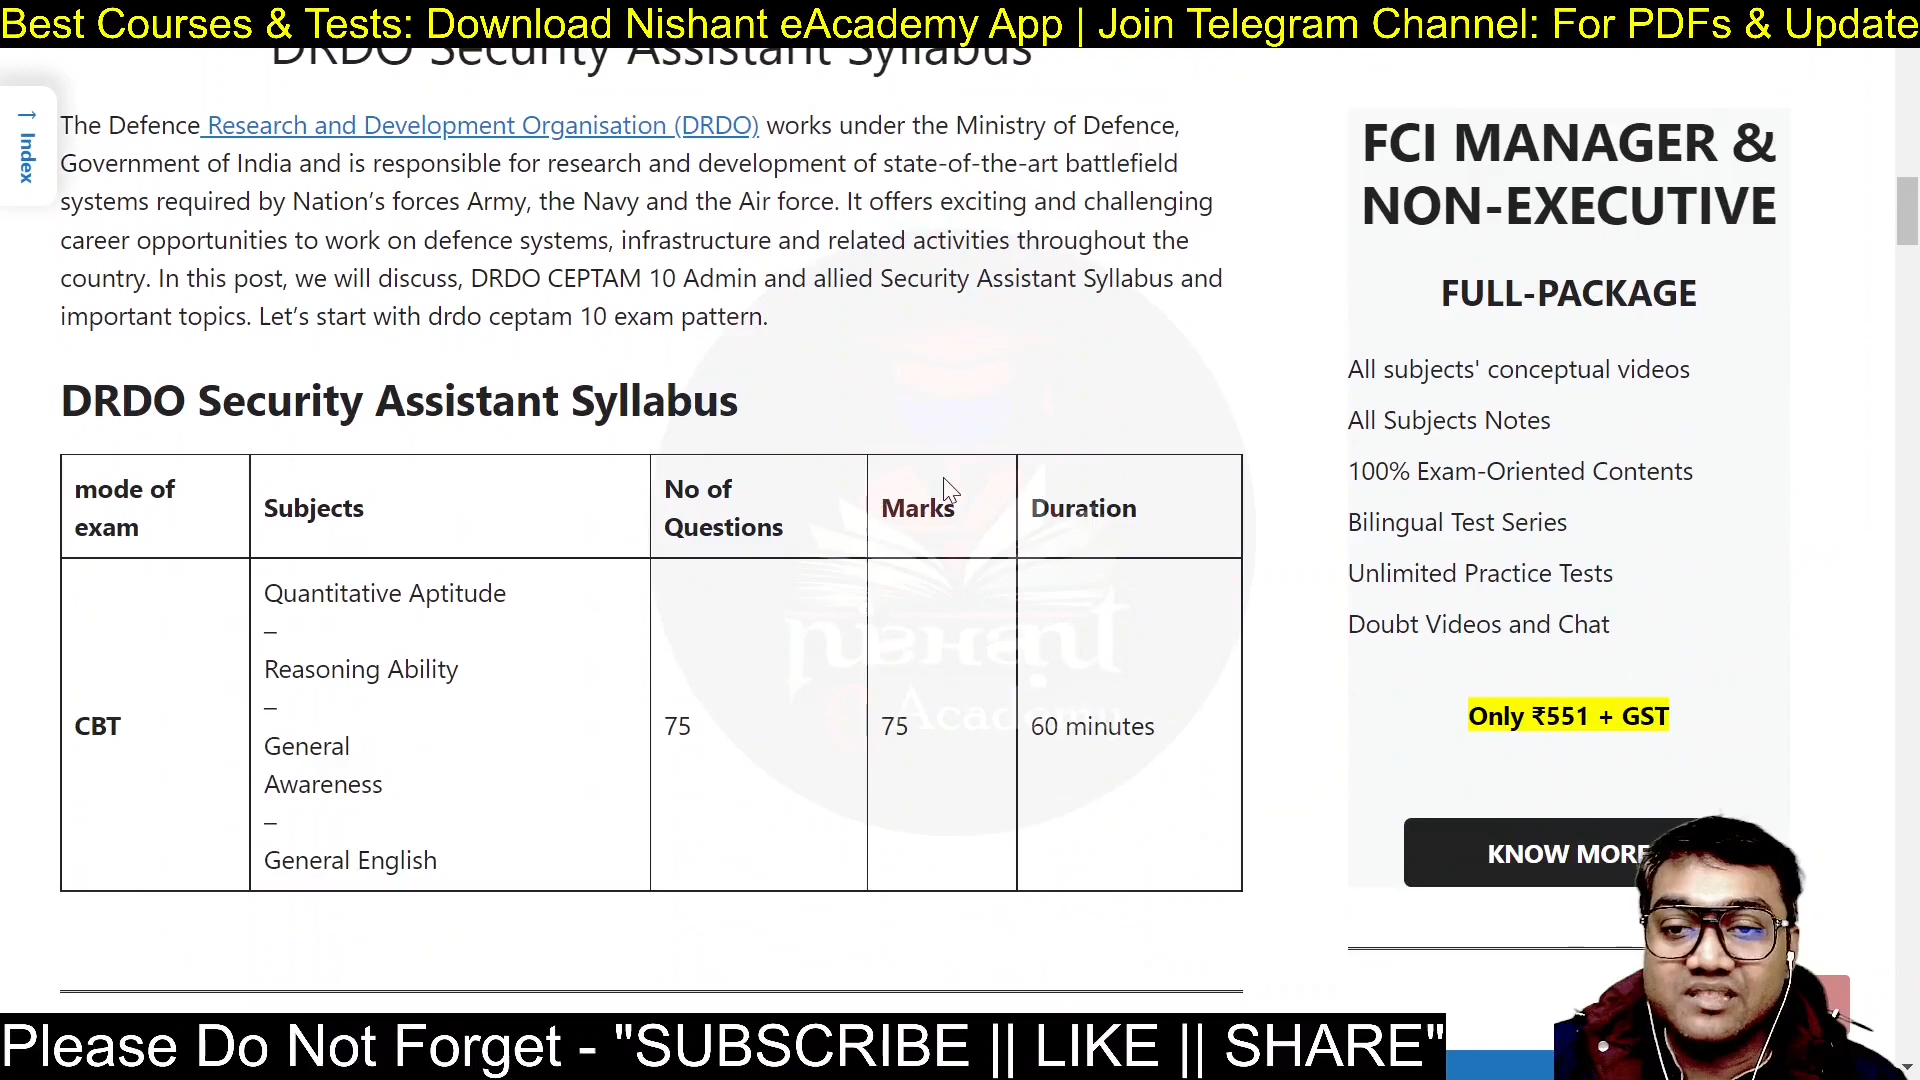 Best Courses & Tests: Download Nishant eAcademy App | Join Telegram Channel: For PDFs & Update
DRDO Security Assistant Syllabus
↑ Index
The Defence Research and Development Organisation (DRDO) works under the Ministry of Defence,
Government of India and is responsible for research and development of state-of-the-art battlefield
systems required by Nation’s forces Army, the Navy and the Air force. It offers exciting and challenging
career opportunities to work on defence systems, infrastructure and related activities throughout the
country. In this post, we will discuss, DRDO CEPTAM 10 Admin and allied Security Assistant Syllabus and
important topics. Let’s start with drdo ceptam 10 exam pattern.
DRDO Security Assistant Syllabus
mode of
exam
Subjects
No of
Questions
Marks
Duration
CBT
Quantitative Aptitude
–
Reasoning Ability
–
General
Awareness
–
General English
75
75
60 minutes
Academy
FCI MANAGER &
NON-EXECUTIVE
FULL-PACKAGE
All subjects' conceptual videos
All Subjects Notes
100% Exam-Oriented Contents
Bilingual Test Series
Unlimited Practice Tests
Doubt Videos and Chat
Only ₹551 + GST
KNOW MORE
Please Do Not Forget - "SUBSCRIBE || LIKE || SHARE"